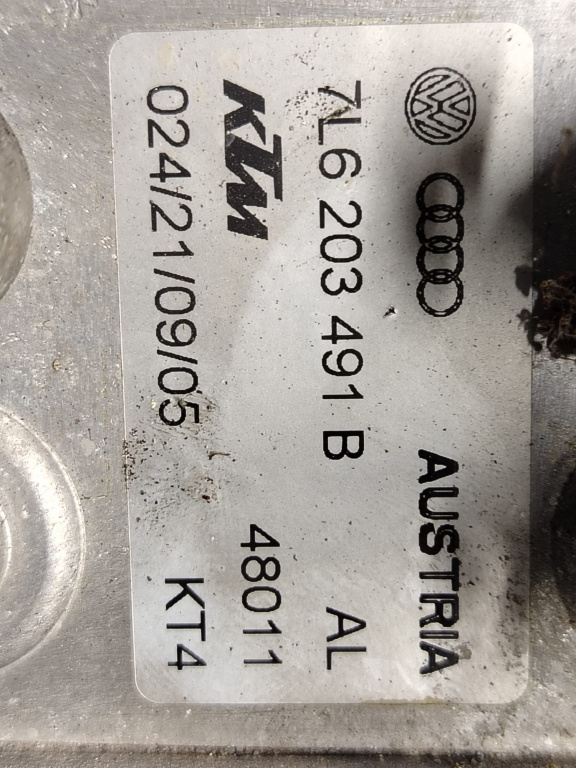 AUSTRIA
7L6 203 491 B AL
KTM 48011
024/21/09/05 KT4